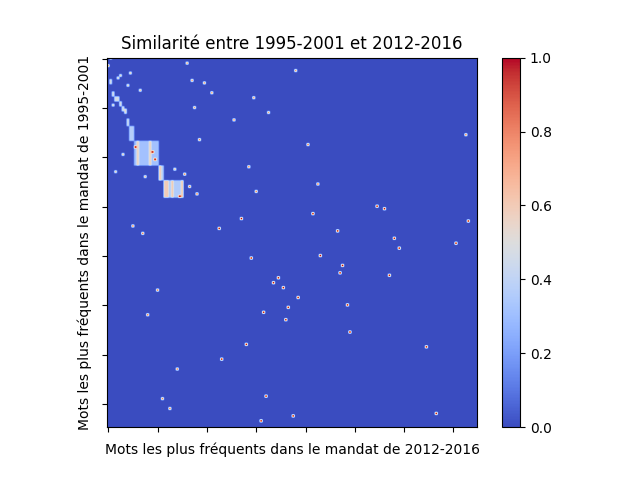 Similarité entre 1995-2001 et 2012-2016
Mots les plus fréquents dans le mandat de 1995-2001
1.0
0.8
0.6
0.4
0.2
0.0
Mots les plus fréquents dans le mandat de 2012-2016